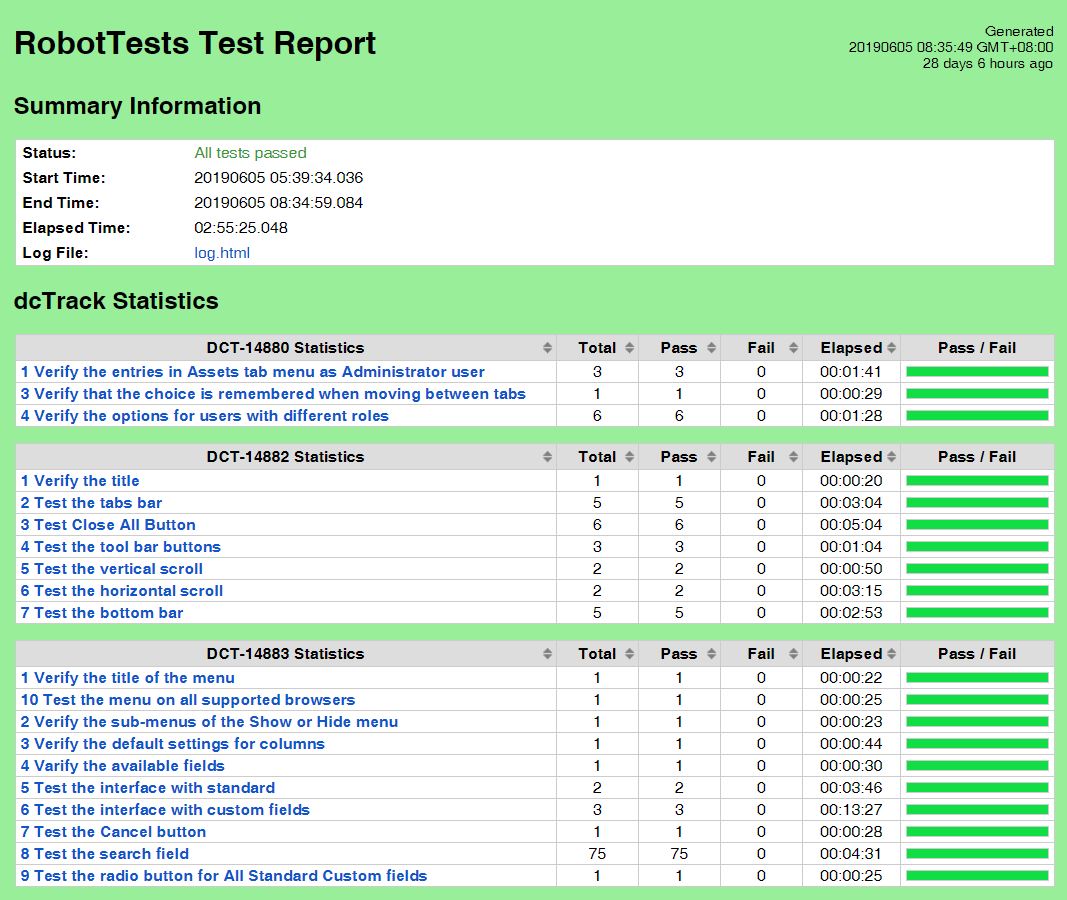 RobotTests Test Report
Generated
20190605 08:35:49 GMT+08:00
28 days 6 hours ago
Summary Information
Status: All tests passed
Start Time: 20190605 05:39:34.036
End Time: 20190605 08:34:59.084
Elapsed Time: 02:55:25.048
Log File: log.html
dcTrack Statistics
DCT-14880 Statistics Total Pass Fail Elapsed Pass / Fail
1 Verify the entries in Assets tab menu as Administrator user 3 3 0 00:01:41
3 Verify that the choice is remembered when moving between tabs 1 1 0 00:00:29
4 Verify the options for users with different roles 6 6 0 00:01:28
DCT-14882 Statistics Total Pass Fail Elapsed Pass / Fail
1 Verify the title 1 1 0 00:00:20
2 Test the tabs bar 5 5 0 00:03:04
3 Test Close All Button 6 6 0 00:05:04
4 Test the tool bar buttons 3 3 0 00:01:04
5 Test the vertical scroll 2 2 0 00:00:50
6 Test the horizontal scroll 2 2 0 00:03:15
7 Test the bottom bar 5 5 0 00:02:53
DCT-14883 Statistics Total Pass Fail Elapsed Pass / Fail
1 Verify the title of the menu 1 1 0 00:00:22
10 Test the menu on all supported browsers 1 1 0 00:00:25
2 Verify the sub-menus of the Show or Hide menu 1 1 0 00:00:23
3 Verify the default settings for columns 1 1 0 00:00:44
4 Varify the available fields 1 1 0 00:00:30
5 Test the interface with standard 2 2 0 00:03:46
6 Test the interface with custom fields 3 3 0 00:13:27
7 Test the Cancel button 1 1 0 00:00:28
8 Test the search field 75 75 0 00:04:31
9 Test the radio button for All Standard Custom fields 1 1 0 00:00:25